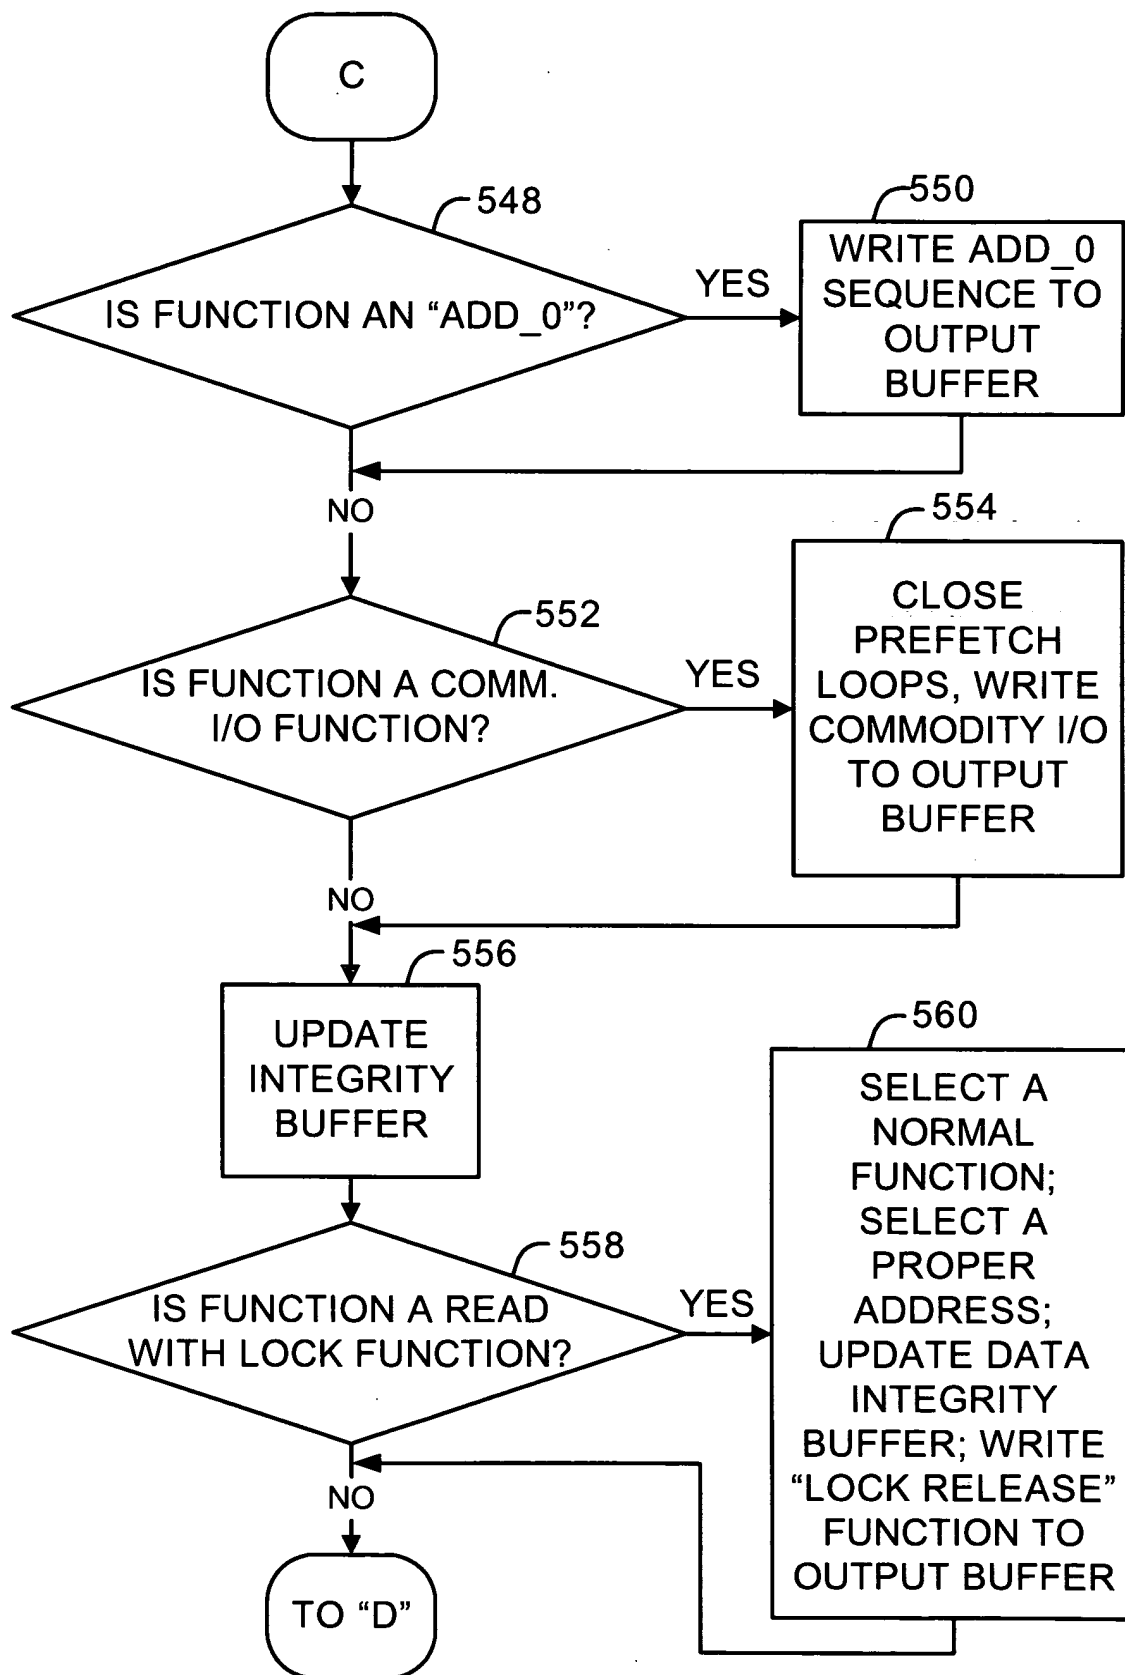 C
548
IS FUNCTION AN “ADD_0”?
YES
550
WRITE ADD_0
SEQUENCE TO
OUTPUT
BUFFER
NO
552
IS FUNCTION A COMM.
I/O FUNCTION?
YES
554
CLOSE
PREFETCH
LOOPS, WRITE
COMMODITY I/O
TO OUTPUT
BUFFER
NO
556
UPDATE
INTEGRITY
BUFFER
558
IS FUNCTION A READ
WITH LOCK FUNCTION?
YES
560
SELECT A
NORMAL
FUNCTION;
SELECT A
PROPER
ADDRESS;
UPDATE DATA
INTEGRITY
BUFFER; WRITE
“LOCK RELEASE”
FUNCTION TO
OUTPUT BUFFER
NO
TO “D”